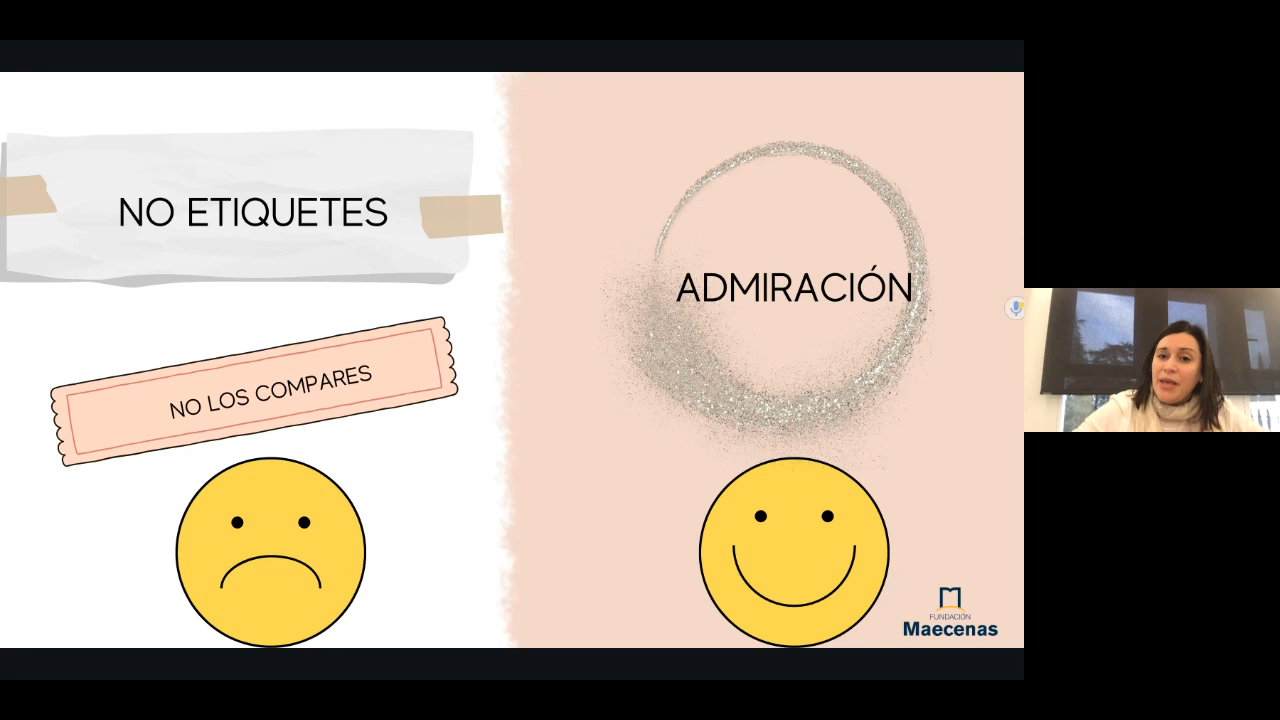 NO ETIQUETES
NO LOS COMPARES
ADMIRACIÓN
FUNDACIÓN
Maecenas